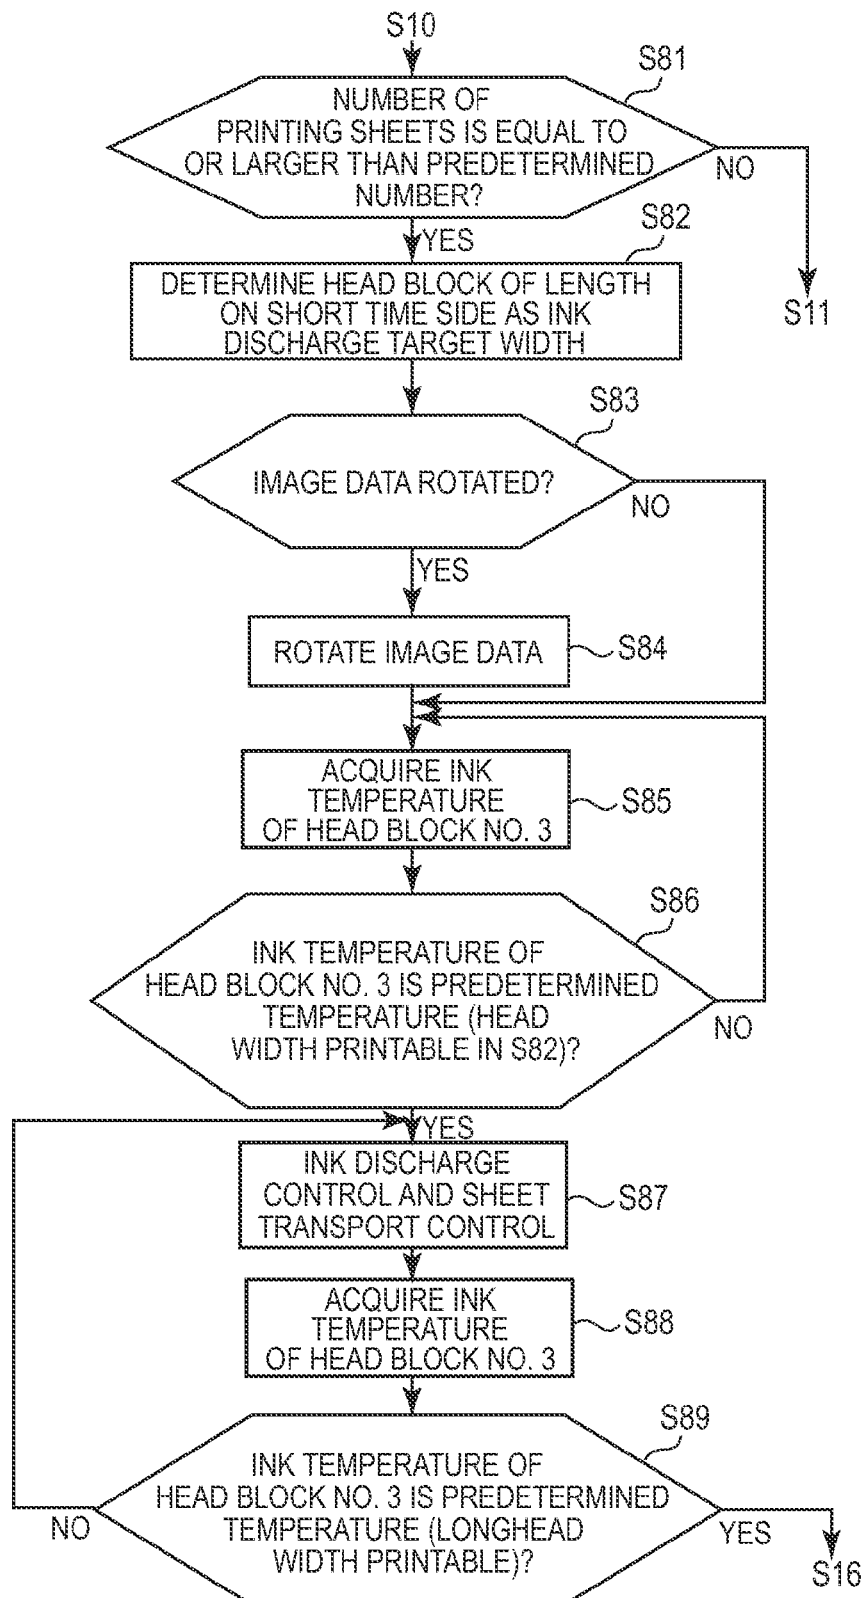 S10
S81
NUMBER OF
PRINTING SHEETS IS EQUAL TO
OR LARGER THAN PREDETERMINED
NUMBER?
NO
YES
S82
S11
DETERMINE HEAD BLOCK OF LENGTH
ON SHORT TIME SIDE AS INK
DISCHARGE TARGET WIDTH
S83
IMAGE DATA ROTATED?
NO
YES
ROTATE IMAGE DATA
S84
ACQUIRE INK
TEMPERATURE
OF HEAD BLOCK NO. 3
S85
S86
INK TEMPERATURE OF
HEAD BLOCK NO. 3 IS PREDETERMINED
TEMPERATURE (HEAD
WIDTH PRINTABLE IN S82)?
NO
YES
INK DISCHARGE
CONTROL AND SHEET
TRANSPORT CONTROL
S87
ACQUIRE INK
TEMPERATURE
OF HEAD BLOCK NO. 3
S88
S89
INK TEMPERATURE OF
HEAD BLOCK NO. 3 IS PREDETERMINED
TEMPERATURE (LONGHEAD
WIDTH PRINTABLE)?
NO
YES
S16